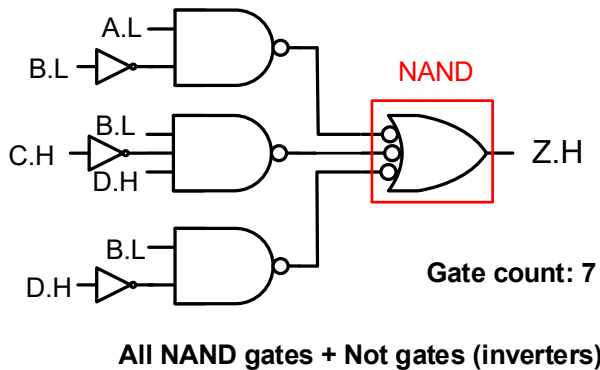 A.L
B.L
NAND
B.L
C.H
D.H
Z.H
B.L
D.H
Gate count: 7
All NAND gates + Not gates (inverters)